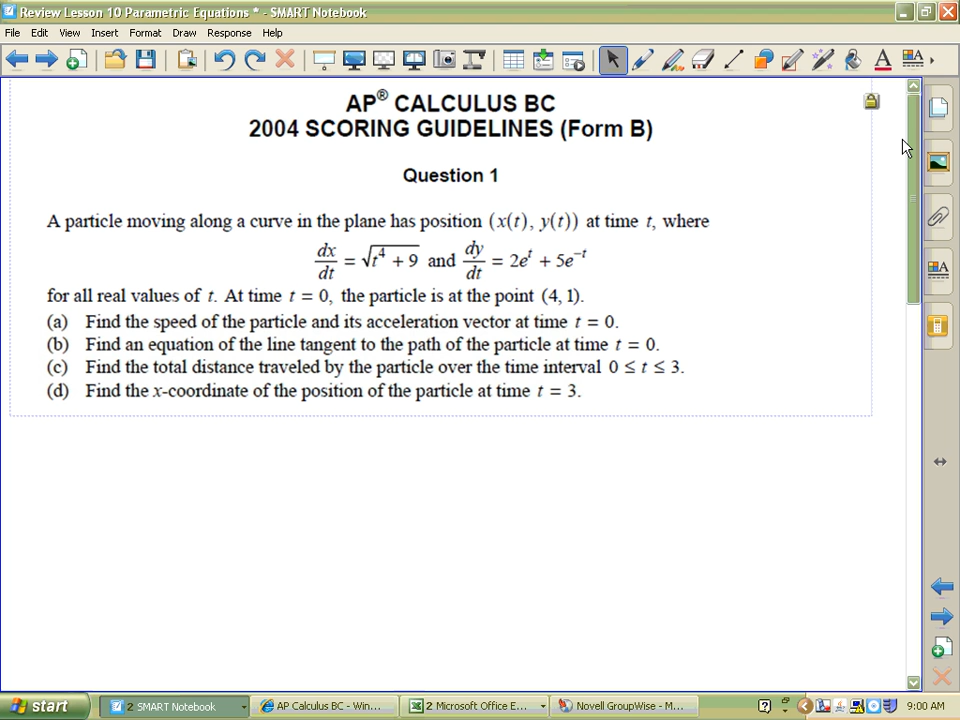 Review Lesson 10 Parametric Equations * - SMART Notebook
File Edit View Insert Format Draw Response Help
AP® CALCULUS BC
2004 SCORING GUIDELINES (Form B)
Question 1
A particle moving along a curve in the plane has position (x(t), y(t)) at time t, where
dx/dt = √(t⁴ + 9) and dy/dt = 2eᵗ + 5e⁻ᵗ
for all real values of t. At time t = 0, the particle is at the point (4, 1).
(a) Find the speed of the particle and its acceleration vector at time t = 0.
(b) Find an equation of the line tangent to the path of the particle at time t = 0.
(c) Find the total distance traveled by the particle over the time interval 0 ≤ t ≤ 3.
(d) Find the x-coordinate of the position of the particle at time t = 3.
start 2 SMART Notebook AP Calculus BC - Win... 2 Microsoft Office E... Novell GroupWise - M... 9:00 AM